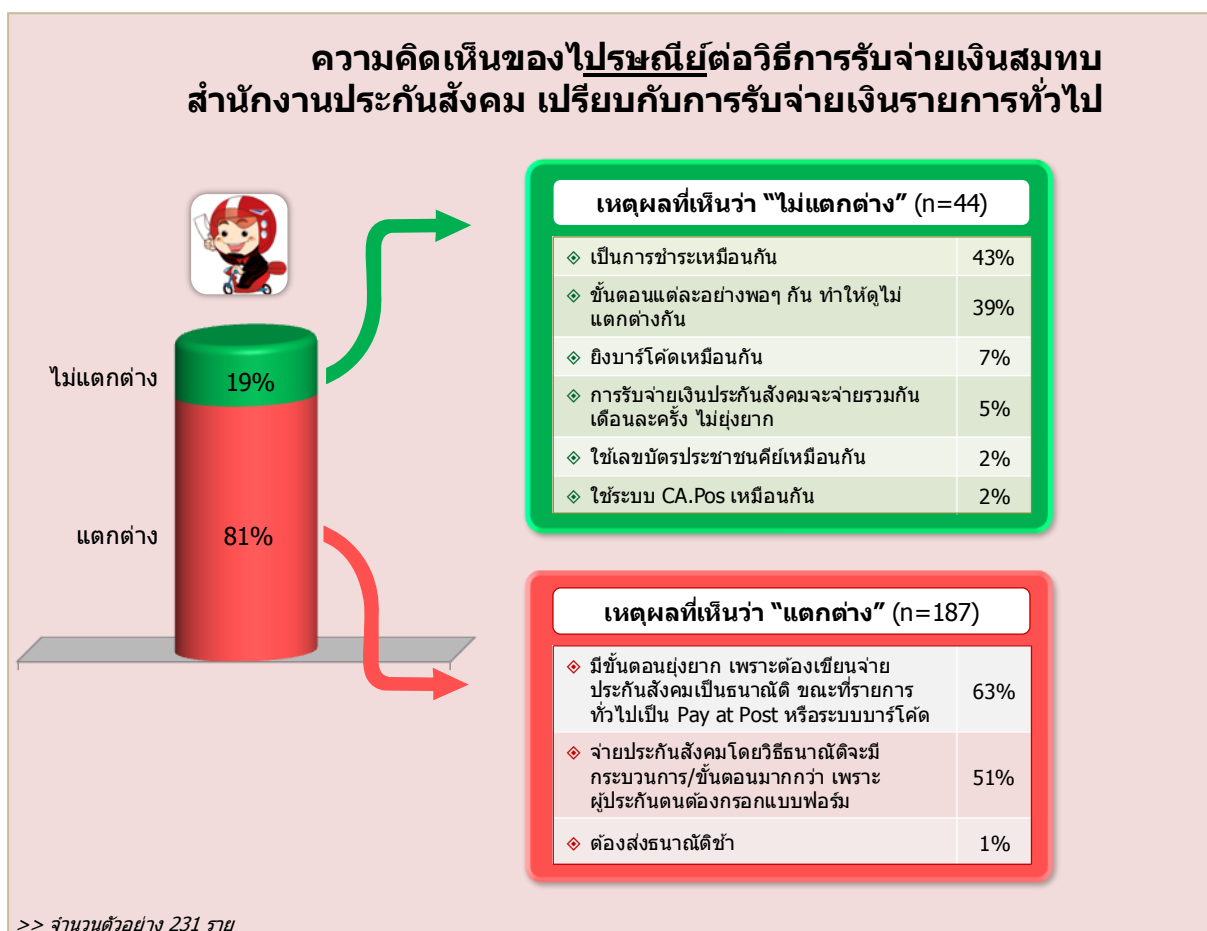 ความคิดเห็นของไปรษณีย์ต่อวิธีการรับจ่ายเงินสมทบ
สำนักงานประกันสังคม เปรียบกับการรับจ่ายเงินรายการทั่วไป
ไม่แตกต่าง
19%
แตกต่าง
81%
เหตุผลที่เห็นว่า “ไม่แตกต่าง” (n=44)
เป็นการชำระเหมือนกัน 43%
ขั้นตอนแต่ละอย่างพอๆ กัน ทำให้ดูไม่
แตกต่างกัน 39%
ยิงบาร์โค้ดเหมือนกัน 7%
การรับจ่ายเงินประกันสังคมจะจ่ายรวมกัน
เดือนละครั้ง ไม่ยุ่งยาก 5%
ใช้เลขบัตรประชาชนคีย์เหมือนกัน 2%
ใช้ระบบ CA.Pos เหมือนกัน 2%
เหตุผลที่เห็นว่า “แตกต่าง” (n=187)
มีขั้นตอนยุ่งยาก เพราะต้องเขียนจ่าย
ประกันสังคมเป็นธนาณัติ ขณะที่รายการ
ทั่วไปเป็น Pay at Post หรือระบบบาร์โค้ด 63%
จ่ายประกันสังคมโดยวิธีธนาณัติจะมี
กระบวนการ/ขั้นตอนมากกว่า เพราะ
ผู้ประกันตนต้องกรอกแบบฟอร์ม 51%
ต้องส่งธนาณัติช้า 1%
>> จำนวนตัวอย่าง 231 ราย